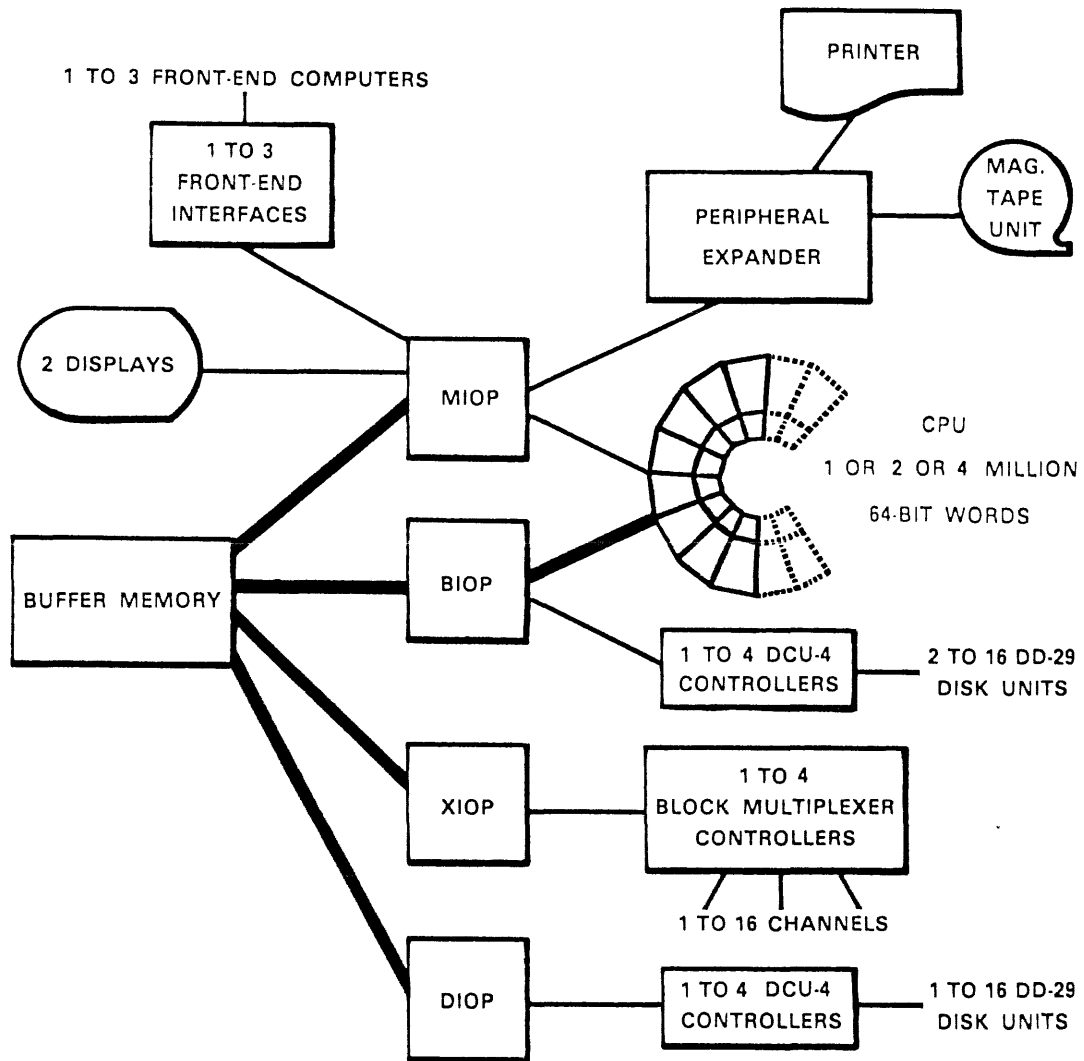 PRINTER
1 TO 3 FRONT-END COMPUTERS
1 TO 3
FRONT-END
INTERFACES
MAG.
TAPE
UNIT
PERIPHERAL
EXPANDER
2 DISPLAYS
MIOP
CPU
1 OR 2 OR 4 MILLION
64-BIT WORDS
BUFFER MEMORY
BIOP
1 TO 4 DCU-4
CONTROLLERS
2 TO 16 DD-29
DISK UNITS
XIOP
1 TO 4
BLOCK MULTIPLEXER
CONTROLLERS
1 TO 16 CHANNELS
DIOP
1 TO 4 DCU-4
CONTROLLERS
1 TO 16 DD-29
DISK UNITS